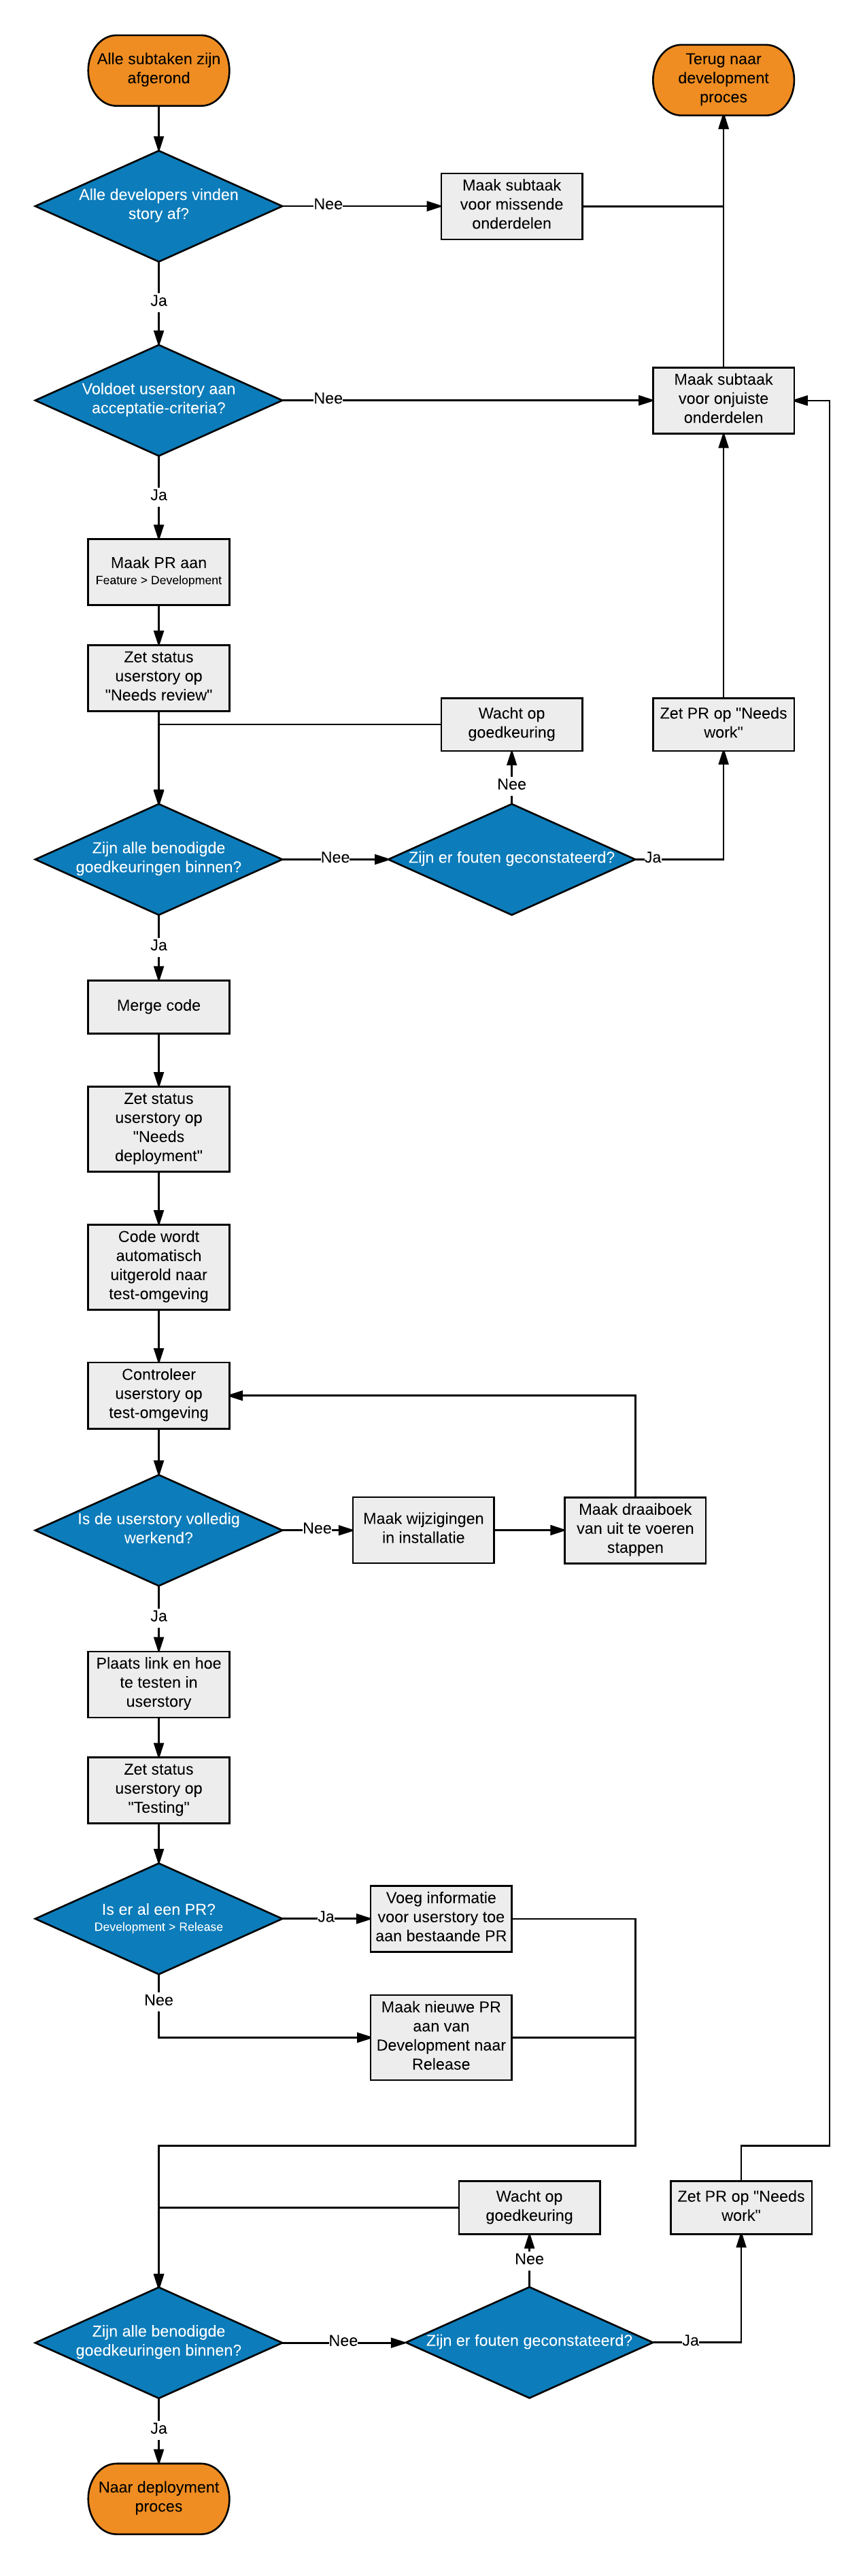 Alle subtaken zijn
afgerond
Terug naar
development
proces
Alle developers vinden
story af?
Nee
Maak subtaak
voor missende
onderdelen
Ja
Voldoet userstory aan
acceptatie-criteria?
Nee
Maak subtaak
voor onjuiste
onderdelen
Ja
Maak PR aan
Feature > Development
Zet status
userstory op
"Needs review"
Wacht op
goedkeuring
Zet PR op "Needs
work"
Nee
Zijn alle benodigde
goedkeuringen binnen?
Nee
Zijn er fouten geconstateerd?
Ja
Ja
Merge code
Zet status
userstory op
"Needs
deployment"
Code wordt
automatisch
uitgerold naar
test-omgeving
Controleer
userstory op
test-omgeving
Is de userstory volledig
werkend?
Nee
Maak wijzigingen
in installatie
Maak draaiboek
van uit te voeren
stappen
Ja
Plaats link en hoe
te testen in
userstory
Zet status
userstory op
"Testing"
Is er al een PR?
Development > Release
Ja
Voeg informatie
voor userstory toe
aan bestaande PR
Nee
Maak nieuwe PR
aan van
Development naar
Release
Wacht op
goedkeuring
Zet PR op "Needs
work"
Nee
Zijn alle benodigde
goedkeuringen binnen?
Nee
Zijn er fouten geconstateerd?
Ja
Ja
Naar deployment
proces